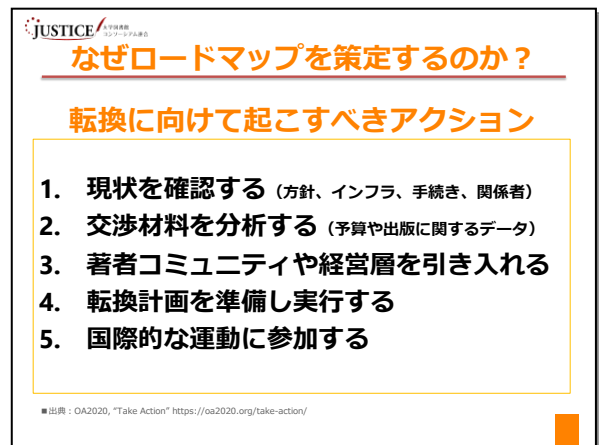 JUSTICE 大学図書館
コンソーシアム連合
なぜロードマップを策定するのか?
転換に向けて起こすべきアクション
1. 現状を確認する(方針、インフラ、手続き、関係者)
2. 交渉材料を分析する(予算や出版に関するデータ)
3. 著者コミュニティや経営層を引き入れる
4. 転換計画を準備し実行する
5. 国際的な運動に参加する
■出典:OA2020, “Take Action” https://oa2020.org/take-action/